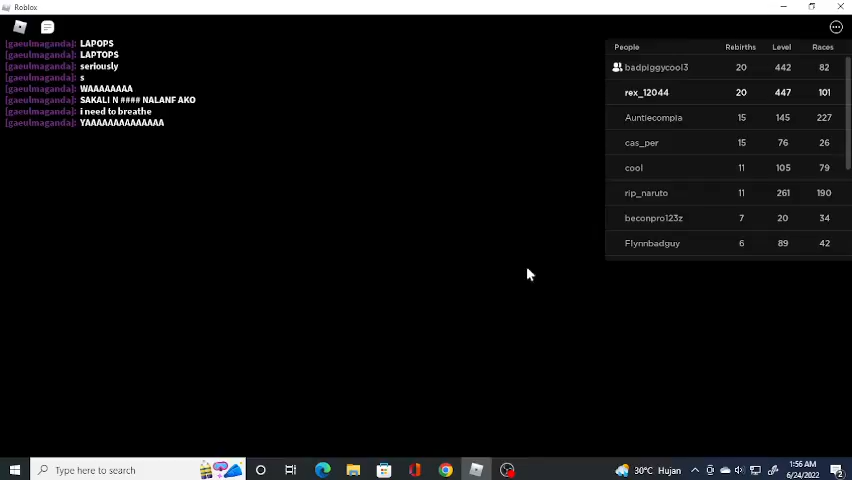 Roblox
[gaeulmaganda]: LAPOPS
[gaeulmaganda]: LAPTOPS
[gaeulmaganda]: seriously
[gaeulmaganda]: s
[gaeulmaganda]: WAAAAAAAA
[gaeulmaganda]: SAKALI N #### NALANF AKO
[gaeulmaganda]: i need to breathe
[gaeulmaganda]: YAAAAAAAAAAAAA
People Rebirths Level Races
badpiggycool3 20 442 82
rex_12044 20 447 101
Auntiecompia 15 145 227
cas_per 15 76 26
cool 11 105 79
rip_naruto 11 261 190
beconpro123z 7 20 34
Flynnbadguy 6 89 42
Type here to search
30°C Hujan
1:56 AM
6/24/2022
2